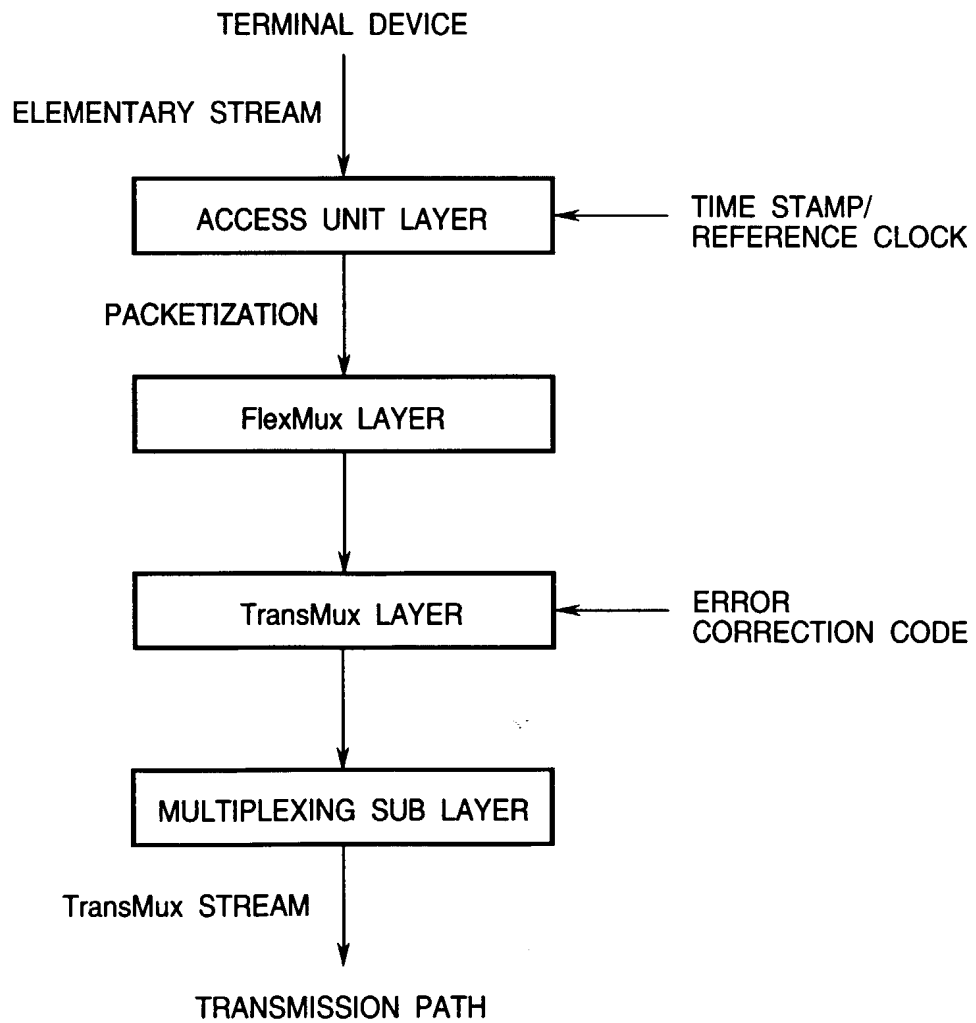 TERMINAL DEVICE
ELEMENTARY STREAM
ACCESS UNIT LAYER
TIME STAMP/
REFERENCE CLOCK
PACKETIZATION
FlexMux LAYER
TransMux LAYER
ERROR
CORRECTION CODE
MULTIPLEXING SUB LAYER
TransMux STREAM
TRANSMISSION PATH